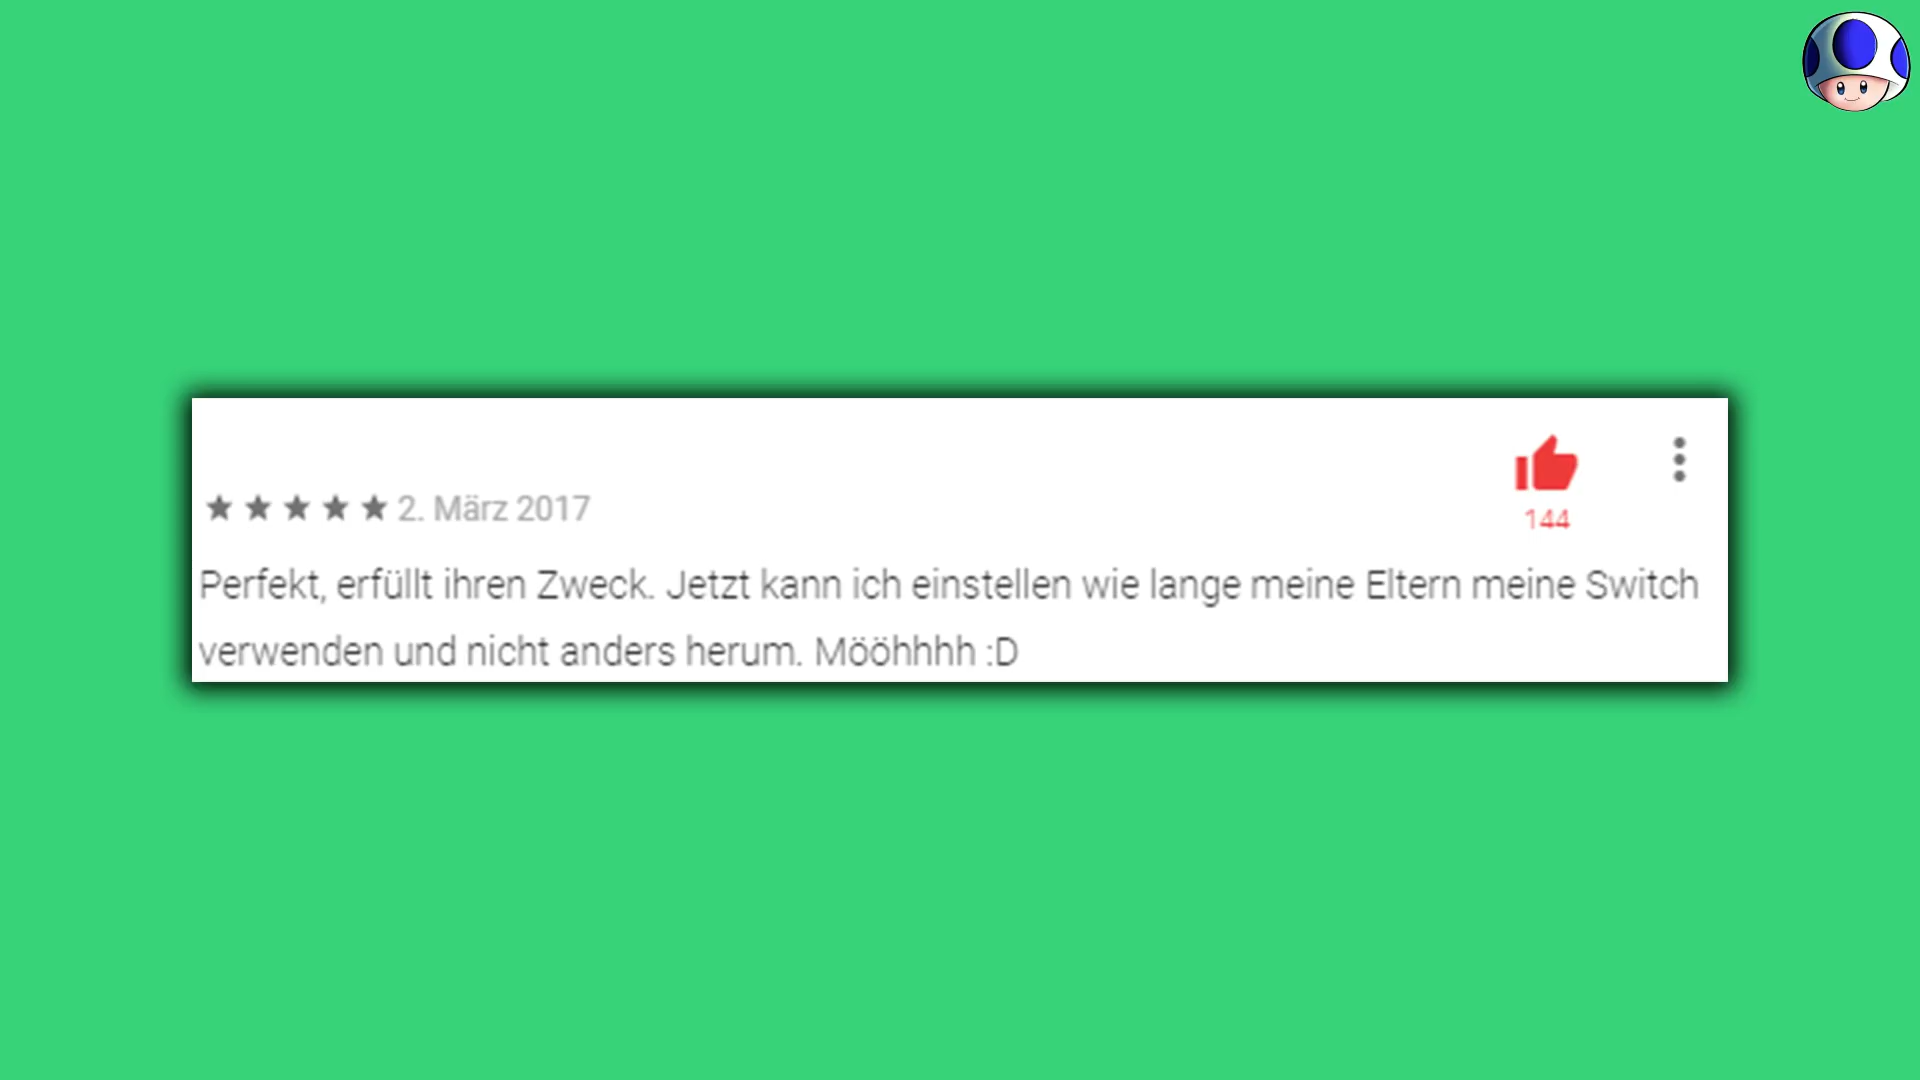 ★★★★★ 2. März 2017
144
Perfekt, erfüllt ihren Zweck. Jetzt kann ich einstellen wie lange meine Eltern meine Switch
verwenden und nicht anders herum. Mööhhhh :D